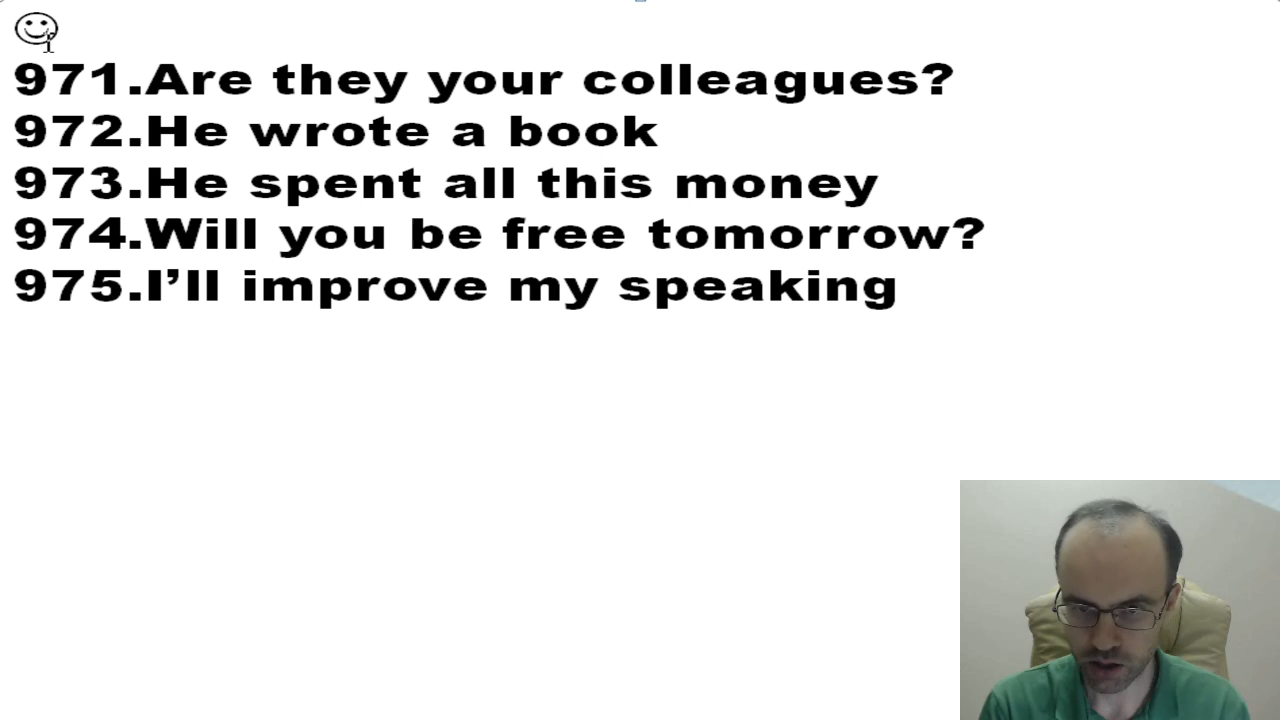 971.Are they your colleagues?
972.He wrote a book
973.He spent all this money
974.Will you be free tomorrow?
975.I’ll improve my speaking